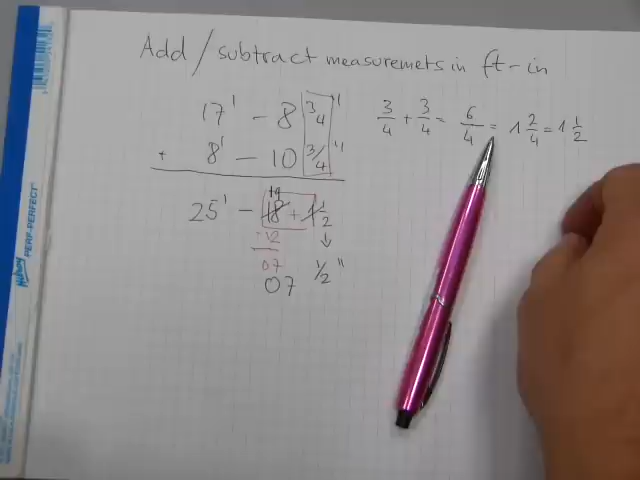 Add / subtract measuremets in ft-in
17' - 8 3/4"
3/4 + 3/4 = 6/4 = 1 2/4 = 1 1/2
+ 8' - 10 3/4"
19
25' - 18 + 1 1/2
-12
07 1/2"
07
Hilroy PERF-PERFECT